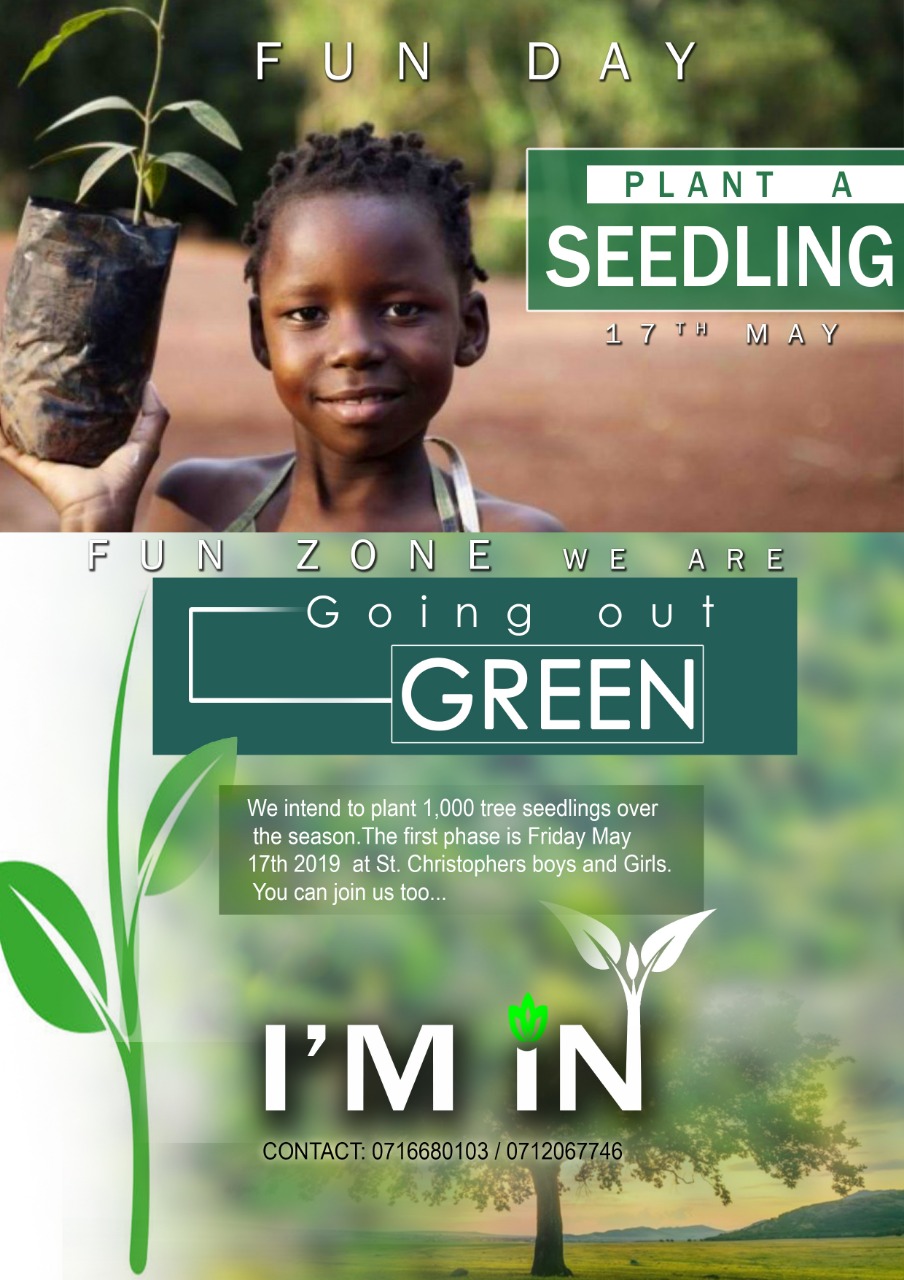 FUN DAY
PLANT A
SEEDLING
17TH MAY
FUN ZONE WE ARE
Going out
GREEN
We intend to plant 1,000 tree seedlings over
the season.The first phase is Friday May
17th 2019 at St. Christophers boys and Girls.
You can join us too...
I'M iN
CONTACT: 0716680103 / 0712067746